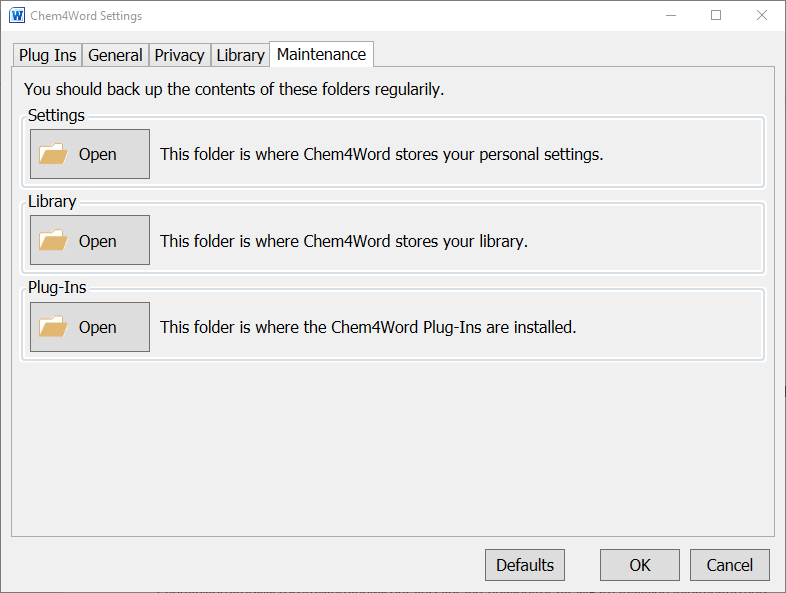 Chem4Word Settings
Plug Ins General Privacy Library Maintenance
You should back up the contents of these folders regularily.
Settings
Open This folder is where Chem4Word stores your personal settings.
Library
Open This folder is where Chem4Word stores your library.
Plug-Ins
Open This folder is where the Chem4Word Plug-Ins are installed.
Defaults OK Cancel